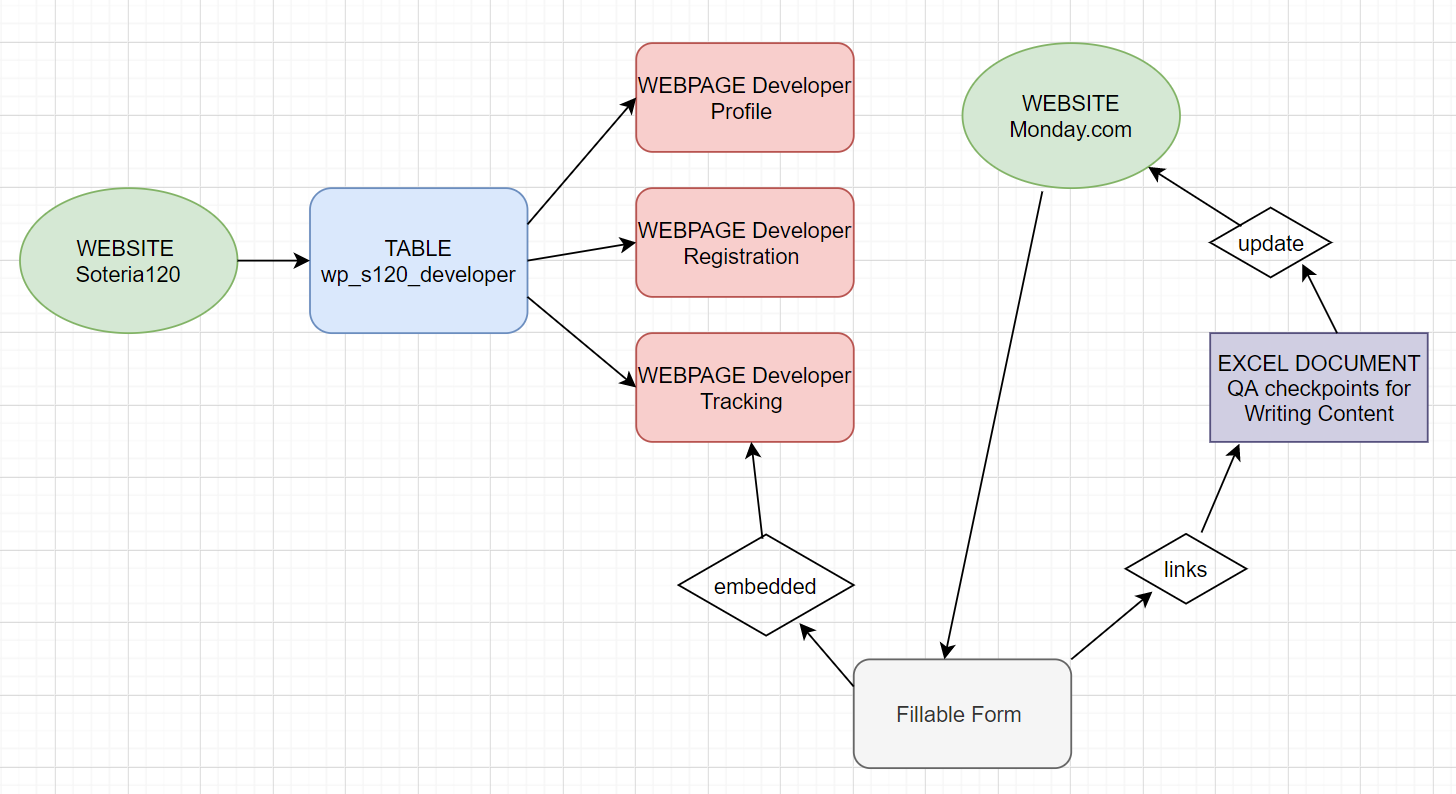 WEBPAGE Developer
Profile
WEBSITE
Monday.com
WEBSITE
Soteria120
TABLE
wp_s120_developer
WEBPAGE Developer
Registration
update
WEBPAGE Developer
Tracking
EXCEL DOCUMENT
QA checkpoints for
Writing Content
embedded
links
Fillable Form